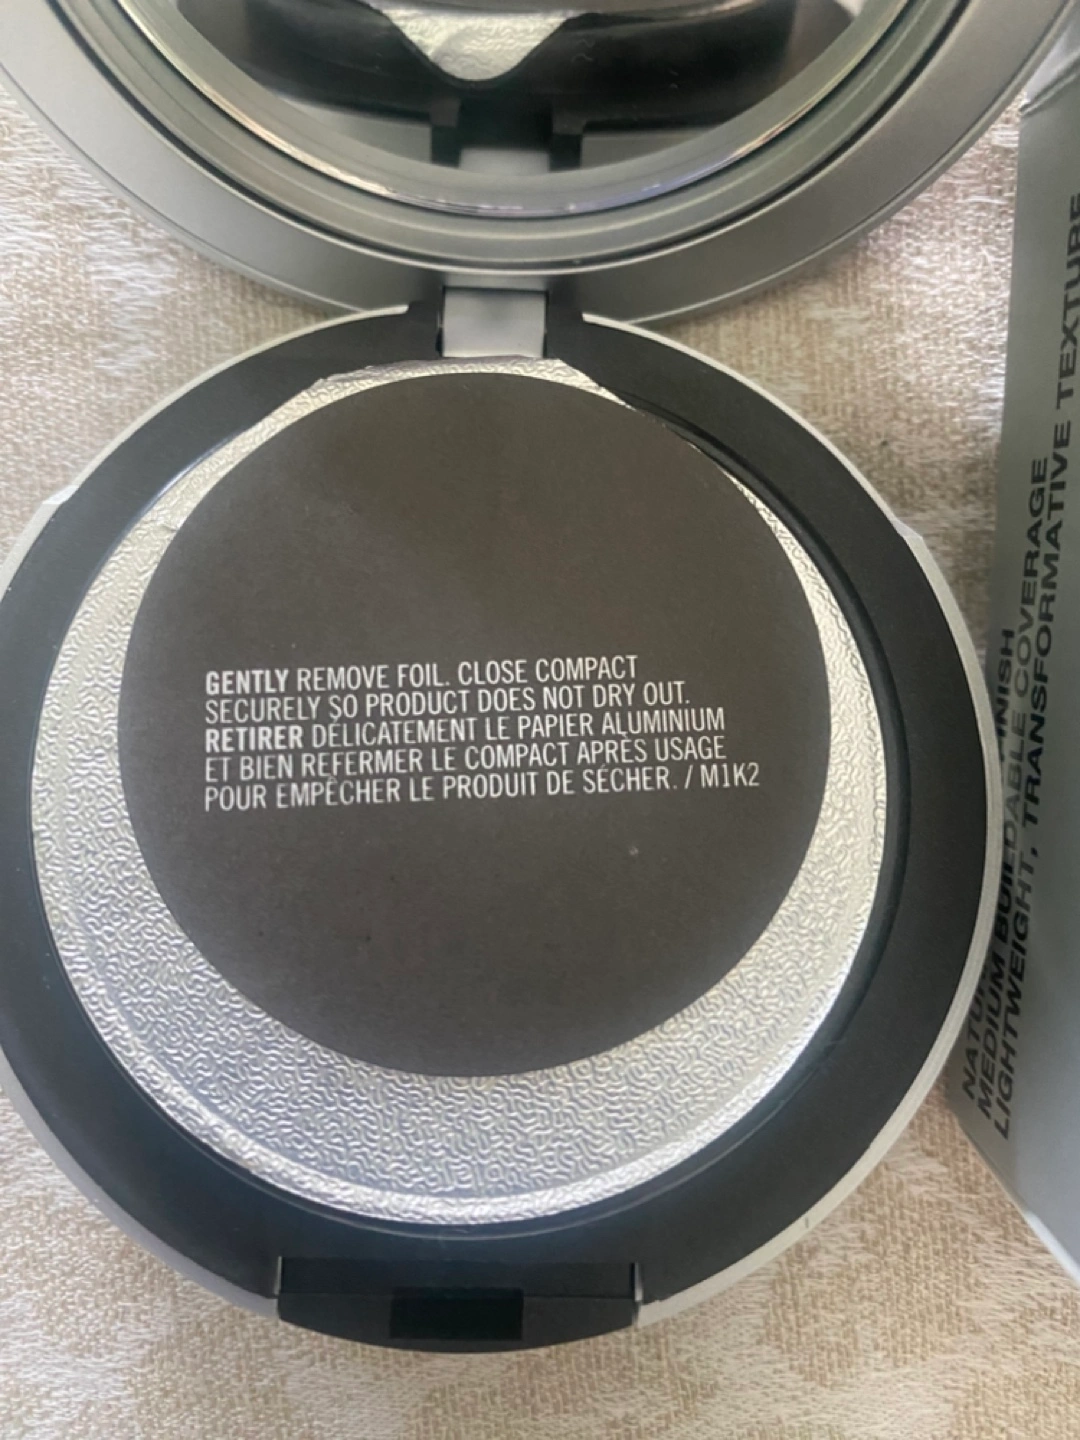 GENTLY REMOVE FOIL. CLOSE COMPACT
SECURELY SO PRODUCT DOES NOT DRY OUT.
RETIRER DÉLICATEMENT LE PAPIER ALUMINIUM
ET BIEN REFERMER LE COMPACT APRÈS USAGE
POUR EMPÊCHER LE PRODUIT DE SÉCHER. / M1K2
MEDIUM BUILDABLE COVERAGE
LIGHTWEIGHT, TRANSFORMATIVE TEXTURE